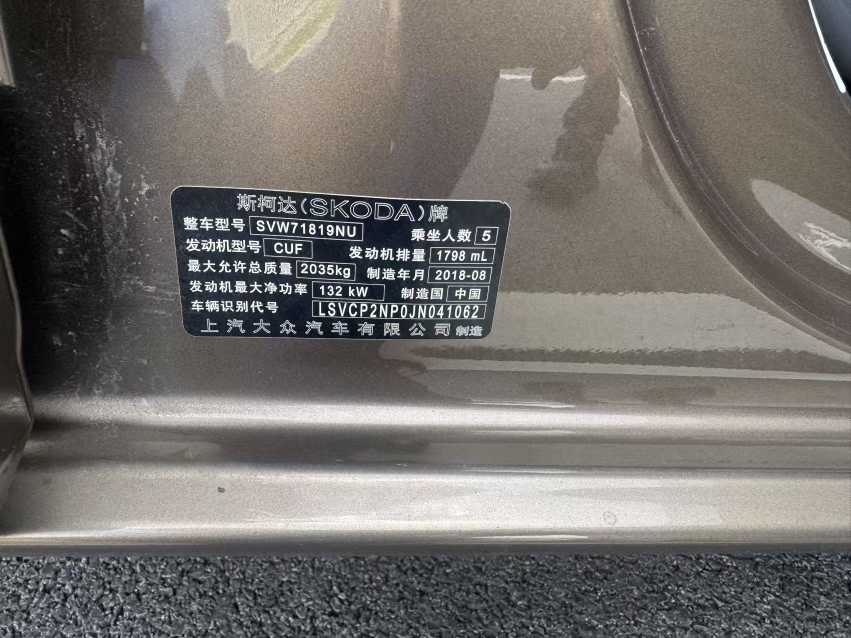 斯柯达(SKODA)牌
整车型号 SVW71819NU 乘坐人数 5
发动机型号 CUF 发动机排量 1798 mL
最大允许总质量 2035kg 制造年月 2018-08
发动机最大净功率 132 kW 制造国 中国
车辆识别代号 LSVCP2NP0JN041062
上汽大众汽车有限公司 制造